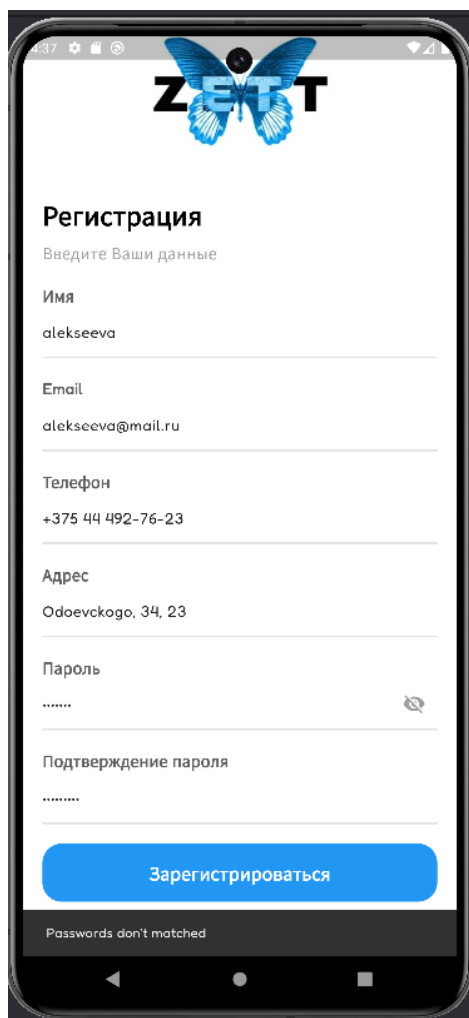 4:37
ZETT
Регистрация
Введите Ваши данные
Имя
alekseeva
Email
alekseeva@mail.ru
Телефон
+375 44 492-76-23
Адрес
Odoevckogo, 34, 23
Пароль
•••••••
Подтверждение пароля
•••••••••
Зарегистрироваться
Passwords don't matched